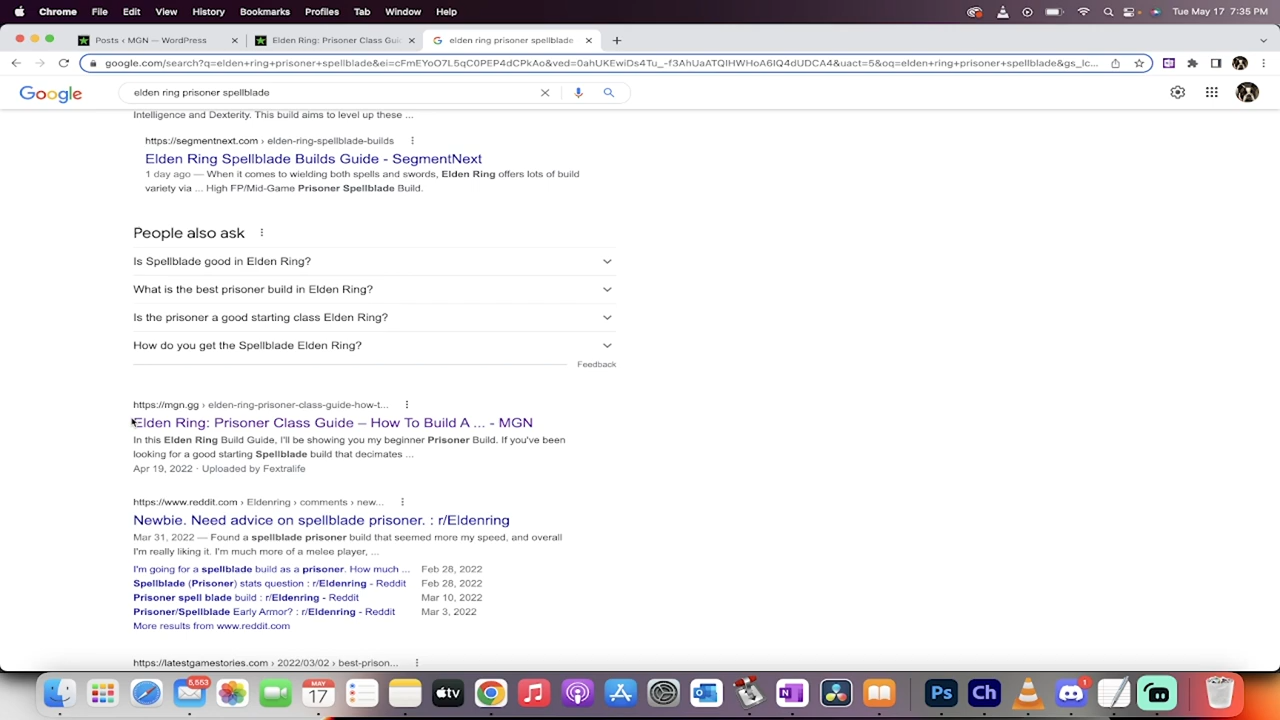 Chrome File Edit View History Bookmarks Profiles Tab Window Help Tue May 17 7:35 PM
Posts ‹ MGN — WordPress Elden Ring: Prisoner Class Guid elden ring prisoner spellblade
google.com/search?q=elden+ring+prisoner+spellblade&ei=cFmEYoO7L5qC0PEP4dCPkAo&ved=0ahUKEwiDs4Tu_-f3AhUaATQIHWHoA6IQ4dUDCA4&uact=5&oq=elden+ring+prisoner+spellblade&gs_lc...
Google elden ring prisoner spellblade
Intelligence and Dexterity. This build aims to level up these ...
https://segmentnext.com › elden-ring-spellblade-builds
Elden Ring Spellblade Builds Guide - SegmentNext
1 day ago — When it comes to wielding both spells and swords, Elden Ring offers lots of build
variety via ... High FP/Mid-Game Prisoner Spellblade Build.
People also ask
Is Spellblade good in Elden Ring?
What is the best prisoner build in Elden Ring?
Is the prisoner a good starting class Elden Ring?
How do you get the Spellblade Elden Ring?
Feedback
https://mgn.gg › elden-ring-prisoner-class-guide-how-t...
Elden Ring: Prisoner Class Guide – How To Build A ... - MGN
In this Elden Ring Build Guide, I'll be showing you my beginner Prisoner Build. If you've been
looking for a good starting Spellblade build that decimates ...
Apr 19, 2022 · Uploaded by Fextralife
https://www.reddit.com › Eldenring › comments › new...
Newbie. Need advice on spellblade prisoner. : r/Eldenring
Mar 31, 2022 — Found a spellblade prisoner build that seemed more my speed, and overall
I'm really liking it. I'm much more of a melee player, ...
I'm going for a spellblade build as a prisoner. How much ... Feb 28, 2022
Spellblade (Prisoner) stats question : r/Eldenring - Reddit Feb 28, 2022
Prisoner spell blade build : r/Eldenring - Reddit Mar 10, 2022
Prisoner/Spellblade Early Armor? : r/Eldenring - Reddit Mar 3, 2022
More results from www.reddit.com
https://latestgamestories.com › 2022/03/02 › best-prison...
5,553 MAY 17 tv Ps Ch 1